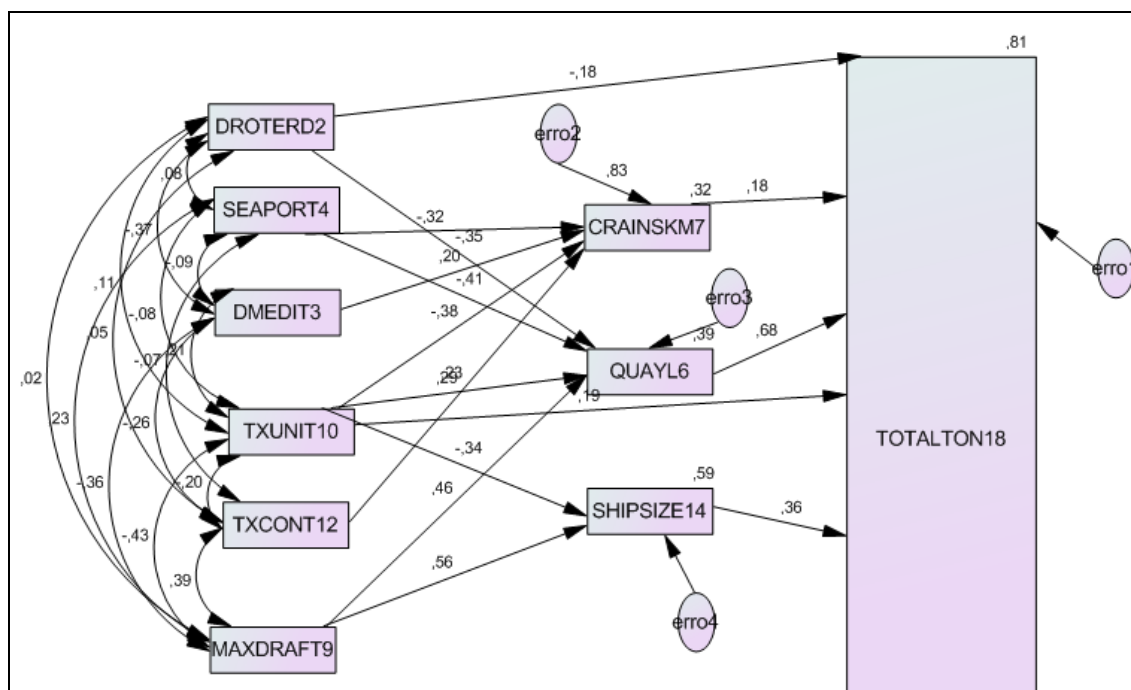 ,81
-,18
DROTERD2
erro2
,08
,83
,32
,18
SEAPORT4
-,32
-,35
CRAINSKM7
-,37
-,09
,20
-,41
erro1
,11
DMEDIT3
-,38
erro3
-,08
,39
,68
,05
-,07
,21
QUAYL6
,02
,23
,29
,19
23
-,26
TXUNIT10
TOTALTON18
-,34
-,36
-,20
,46
,59
SHIPSIZE14
,36
TXCONT12
-,43
,56
,39
erro4
MAXDRAFT9